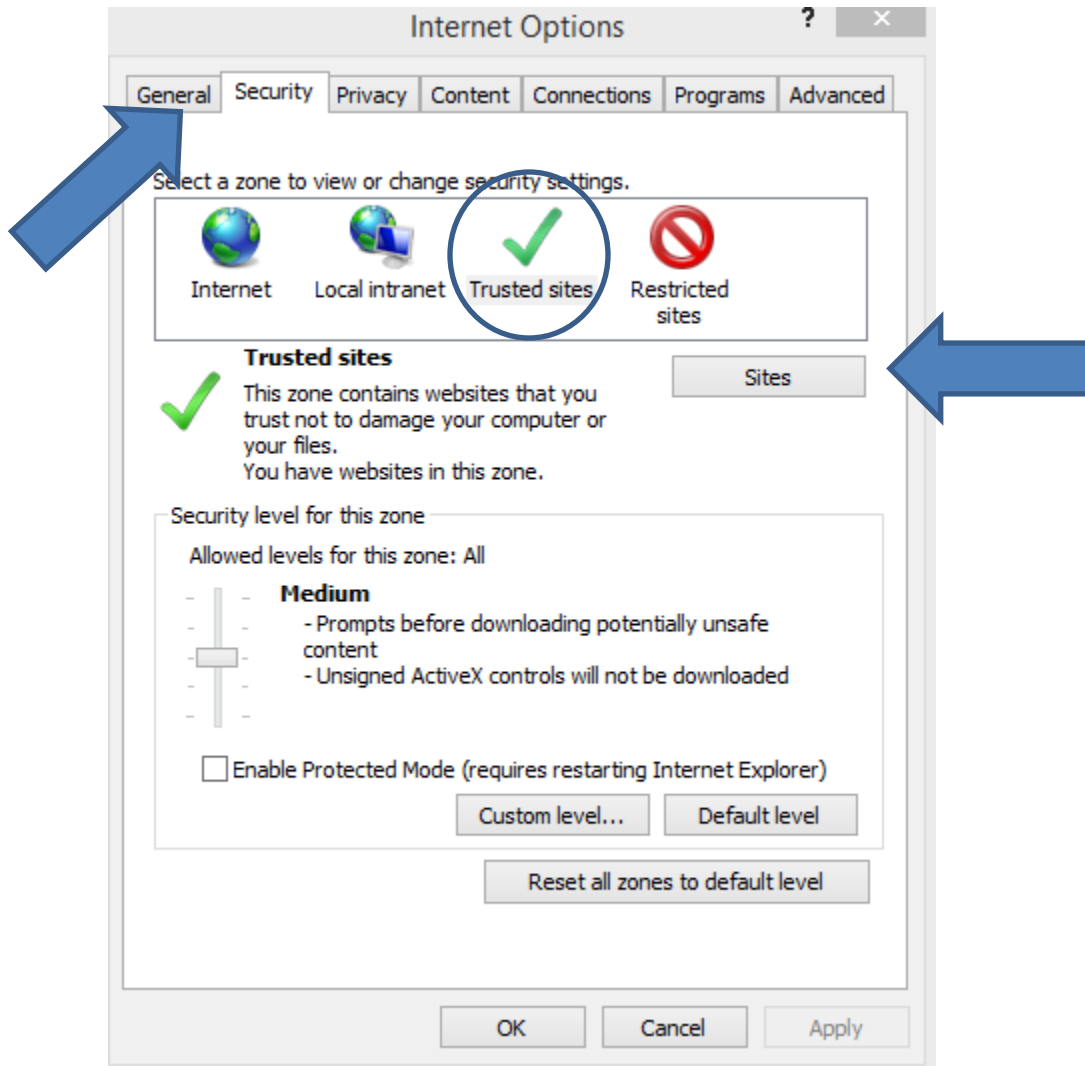 Internet Options ?
General Security Privacy Content Connections Programs Advanced
Select a zone to view or change security settings.
Internet Local intranet Trusted sites Restricted
sites
Trusted sites
Sites
This zone contains websites that you
trust not to damage your computer or
your files.
You have websites in this zone.
Security level for this zone
Allowed levels for this zone: All
Medium
- Prompts before downloading potentially unsafe
content
- Unsigned ActiveX controls will not be downloaded
Enable Protected Mode (requires restarting Internet Explorer)
Custom level... Default level
Reset all zones to default level
OK Cancel Apply